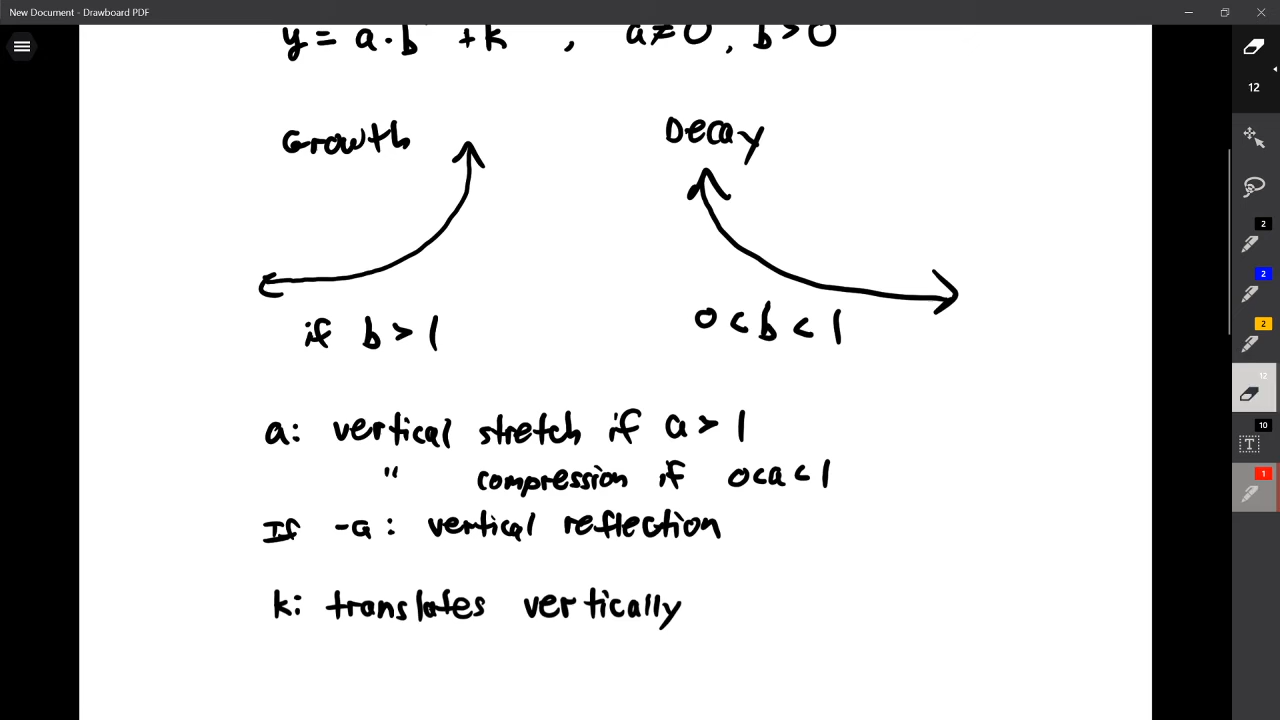 New Document - Drawboard PDF
y = a · b + k , a ≠ 0, b > 0
12
Growth
Decay
2
2
2
if b > 1
0 < b < 1
12
a: vertical stretch if a > 1
10
T
" compression if 0 < a < 1
1
If -a: vertical reflection
k: translates vertically